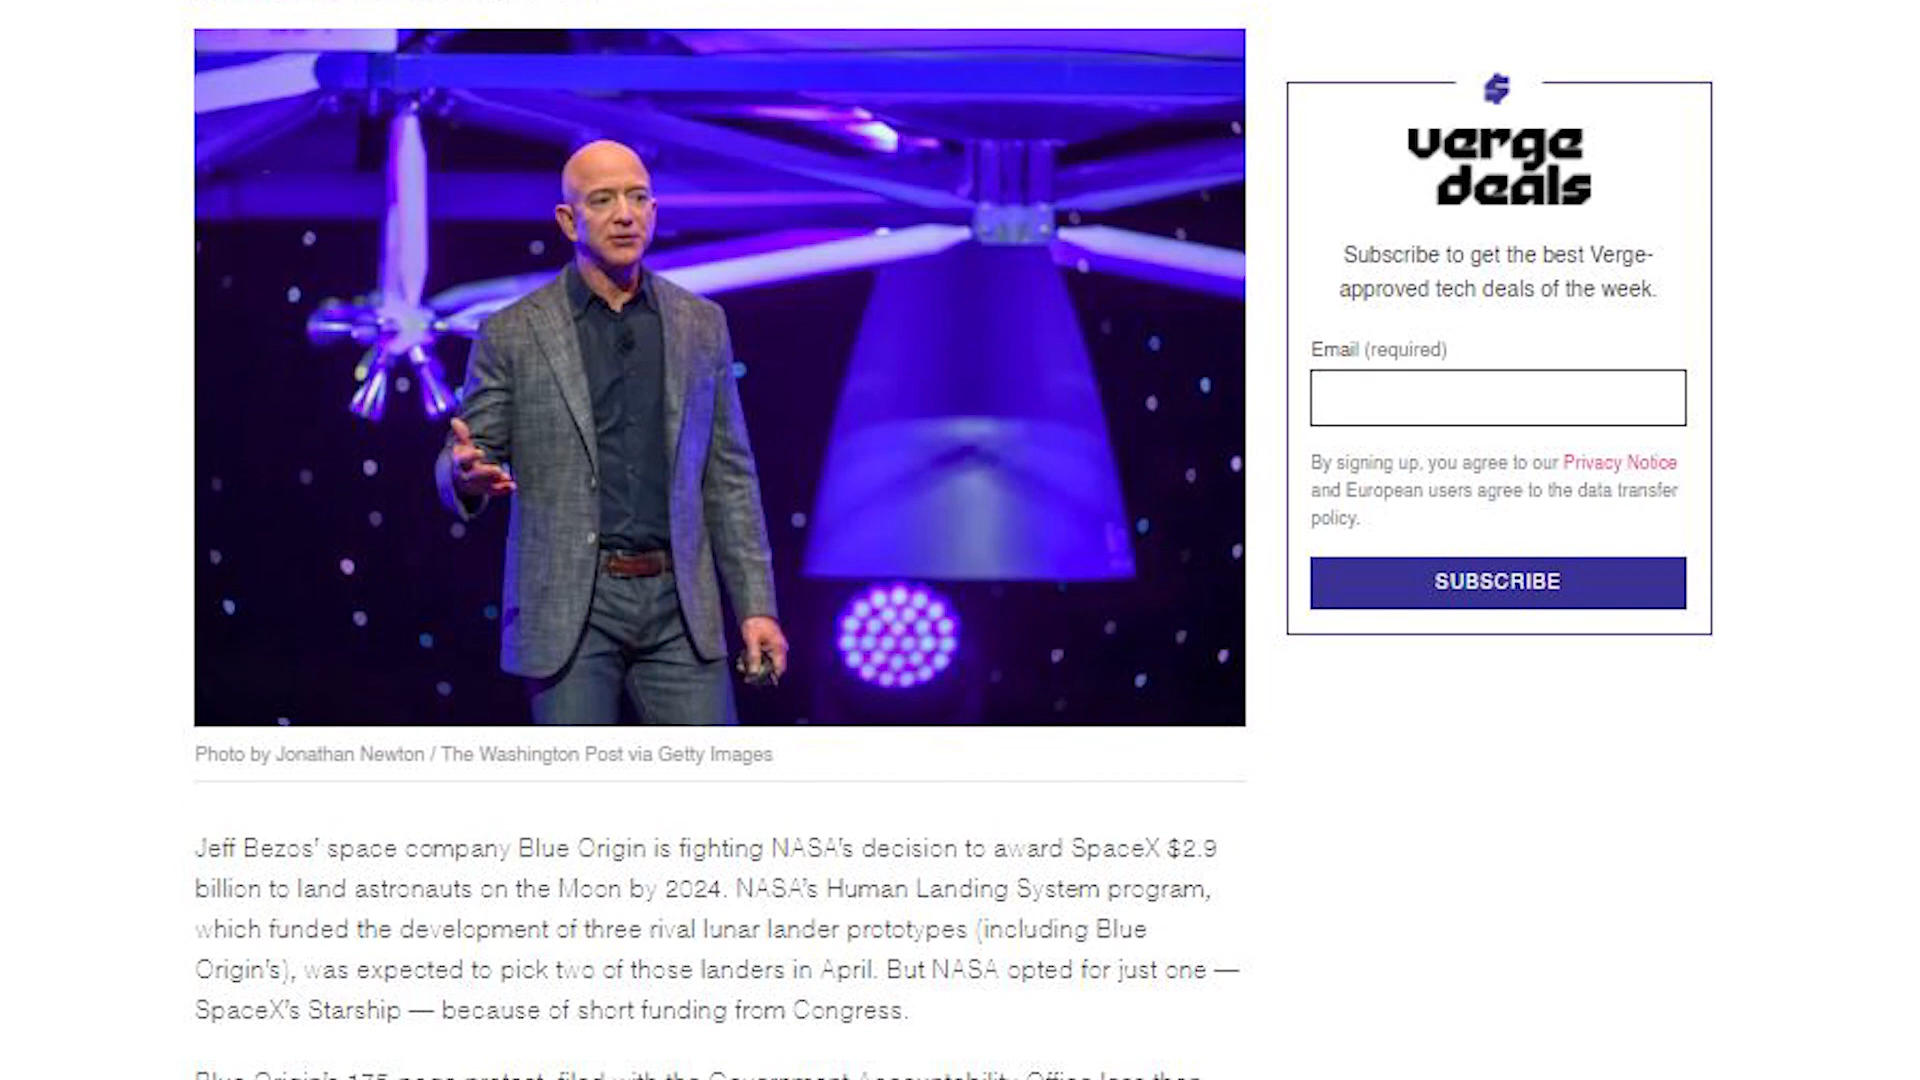 $
verge
deals
Subscribe to get the best Verge-
approved tech deals of the week.
Email (required)
By signing up, you agree to our Privacy Notice
and European users agree to the data transfer
policy.
SUBSCRIBE
Photo by Jonathan Newton / The Washington Post via Getty Images
Jeff Bezos’ space company Blue Origin is fighting NASA’s decision to award SpaceX $2.9
billion to land astronauts on the Moon by 2024. NASA’s Human Landing System program,
which funded the development of three rival lunar lander prototypes (including Blue
Origin’s), was expected to pick two of those landers in April. But NASA opted for just one —
SpaceX’s Starship — because of short funding from Congress.
Blue Origin’s 175-page protest, filed with the Government Accountability Office less than